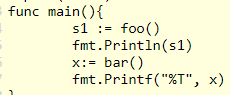 func main(){
s1 := foo()
fmt.Println(s1)
x:= bar()
fmt.Printf("%T", x)
}